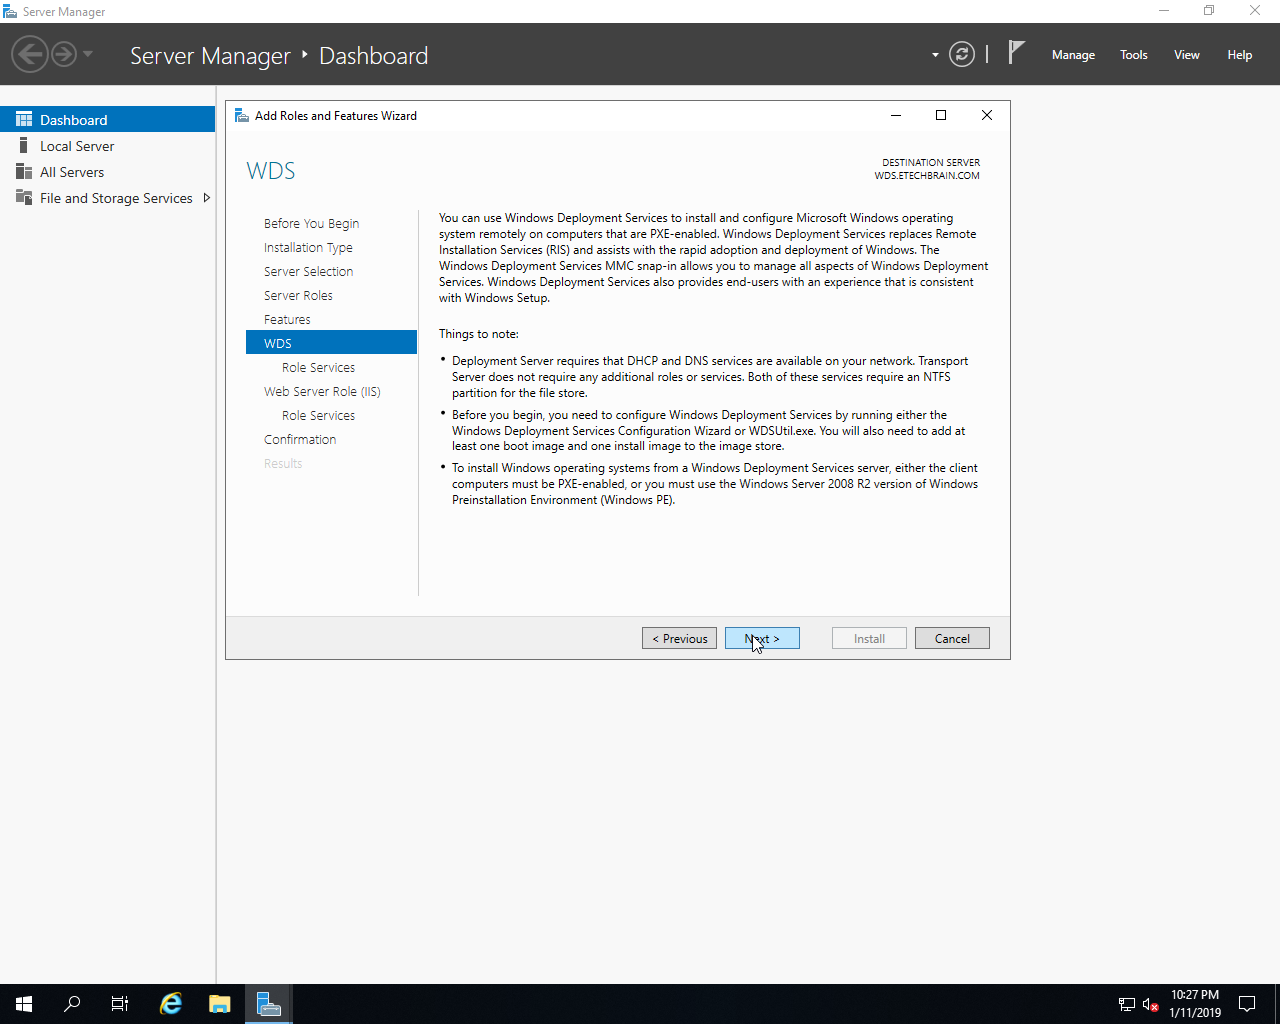 Server Manager
Server Manager ‣ Dashboard
Manage
Tools
View
Help
Dashboard
Local Server
All Servers
File and Storage Services
Add Roles and Features Wizard
WDS
DESTINATION SERVER
WDS.ETECHBRAIN.COM
Before You Begin
Installation Type
Server Selection
Server Roles
Features
WDS
Role Services
Web Server Role (IIS)
Role Services
Confirmation
Results
You can use Windows Deployment Services to install and configure Microsoft Windows operating
system remotely on computers that are PXE-enabled. Windows Deployment Services replaces Remote
Installation Services (RIS) and assists with the rapid adoption and deployment of Windows. The
Windows Deployment Services MMC snap-in allows you to manage all aspects of Windows Deployment
Services. Windows Deployment Services also provides end-users with an experience that is consistent
with Windows Setup.
Things to note:
• Deployment Server requires that DHCP and DNS services are available on your network. Transport
Server does not require any additional roles or services. Both of these services require an NTFS
partition for the file store.
• Before you begin, you need to configure Windows Deployment Services by running either the
Windows Deployment Services Configuration Wizard or WDSUtil.exe. You will also need to add at
least one boot image and one install image to the image store.
• To install Windows operating systems from a Windows Deployment Services server, either the client
computers must be PXE-enabled, or you must use the Windows Server 2008 R2 version of Windows
Preinstallation Environment (Windows PE).
< Previous
Next >
Install
Cancel
10:27 PM
1/11/2019